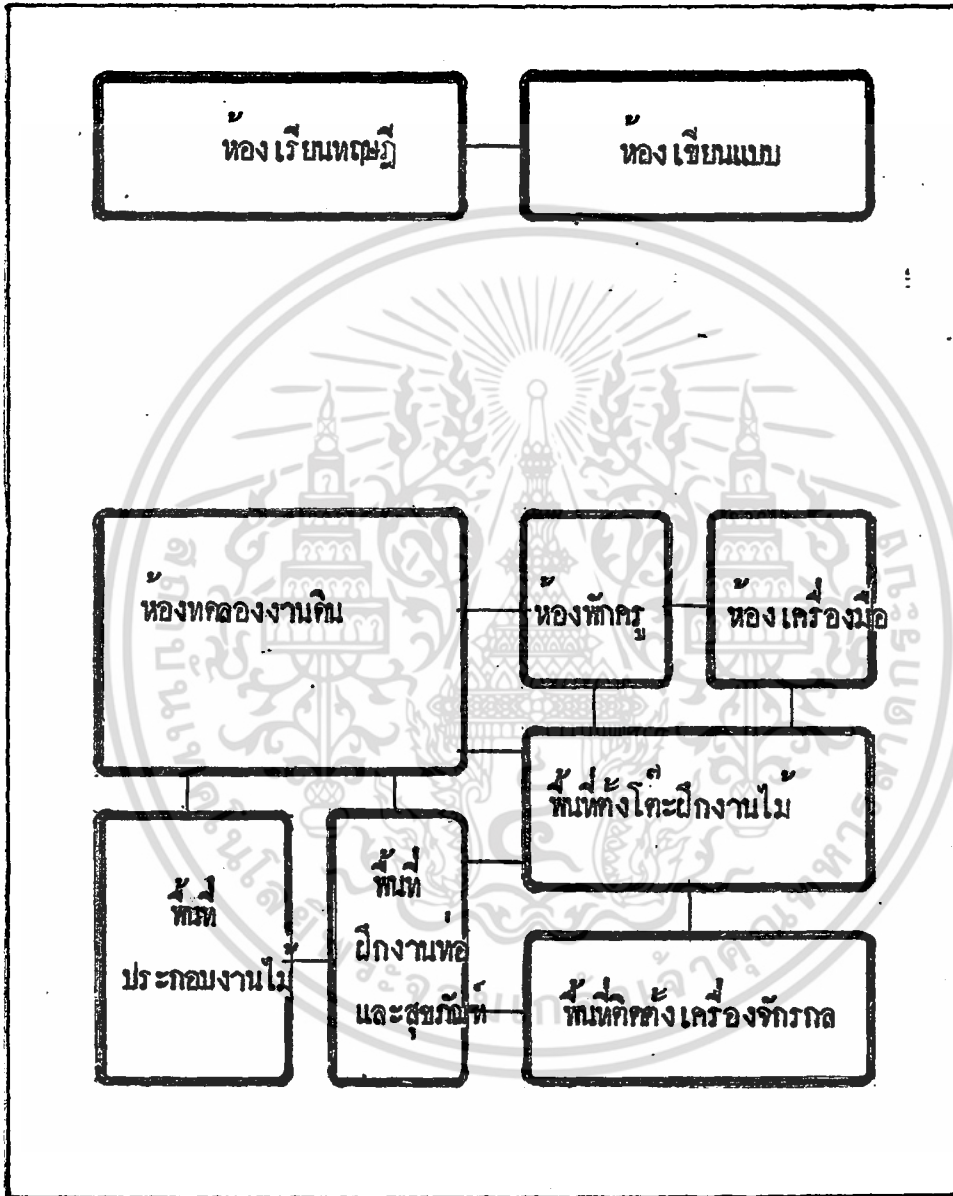 ห้องเรียนทฤษฎี
ห้องเขียนแบบ
ห้องทดลองงานดิน
ห้องพักครู
ห้องเครื่องมือ
พื้นที่ตั้งโต๊ะฝึกงานไม้
พื้นที่
ประกอบงานไม้
พื้นที่
ฝึกงานท่อ
และสุขภัณฑ์
พื้นที่ติดตั้งเครื่องจักรกล